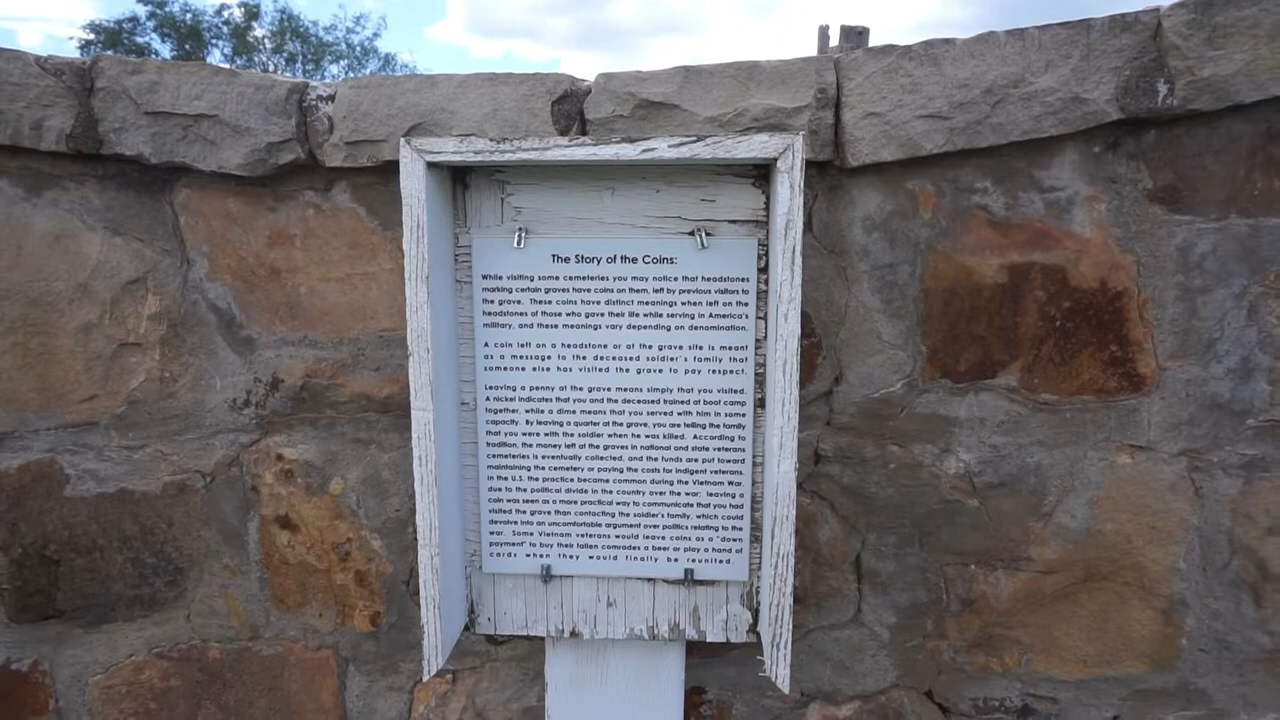 The Story of the Coins:
While visiting some cemeteries you may notice that headstones
marking certain graves have coins on them, left by previous visitors to
the grave. These coins have distinct meanings when left on the
headstones of those who gave their life while serving in America's
military, and these meanings vary depending on denomination.
A coin left on a headstone or at the grave site is meant
as a message to the deceased soldier's family that
someone else has visited the grave to pay respect.
Leaving a penny at the grave means simply that you visited.
A nickel indicates that you and the deceased trained at boot camp
together, while a dime means that you served with him in some
capacity. By leaving a quarter at the grave, you are telling the family
that you were with the soldier when he was killed. According to
tradition, the money left at the graves in national and state veterans
cemeteries is eventually collected, and the funds are put toward
maintaining the cemetery or paying the costs for indigent veterans.
In the U.S. the practice became common during the Vietnam War,
due to the political divide in the country over the war; leaving a
coin was seen as a more practical way to communicate that you had
visited the grave than contacting the soldier's family, which could
devolve into an uncomfortable argument over politics relating to the
war. Some Vietnam veterans would leave coins as a "down
payment" to buy their fallen comrades a beer or play a hand of
cards when they would finally be reunited.